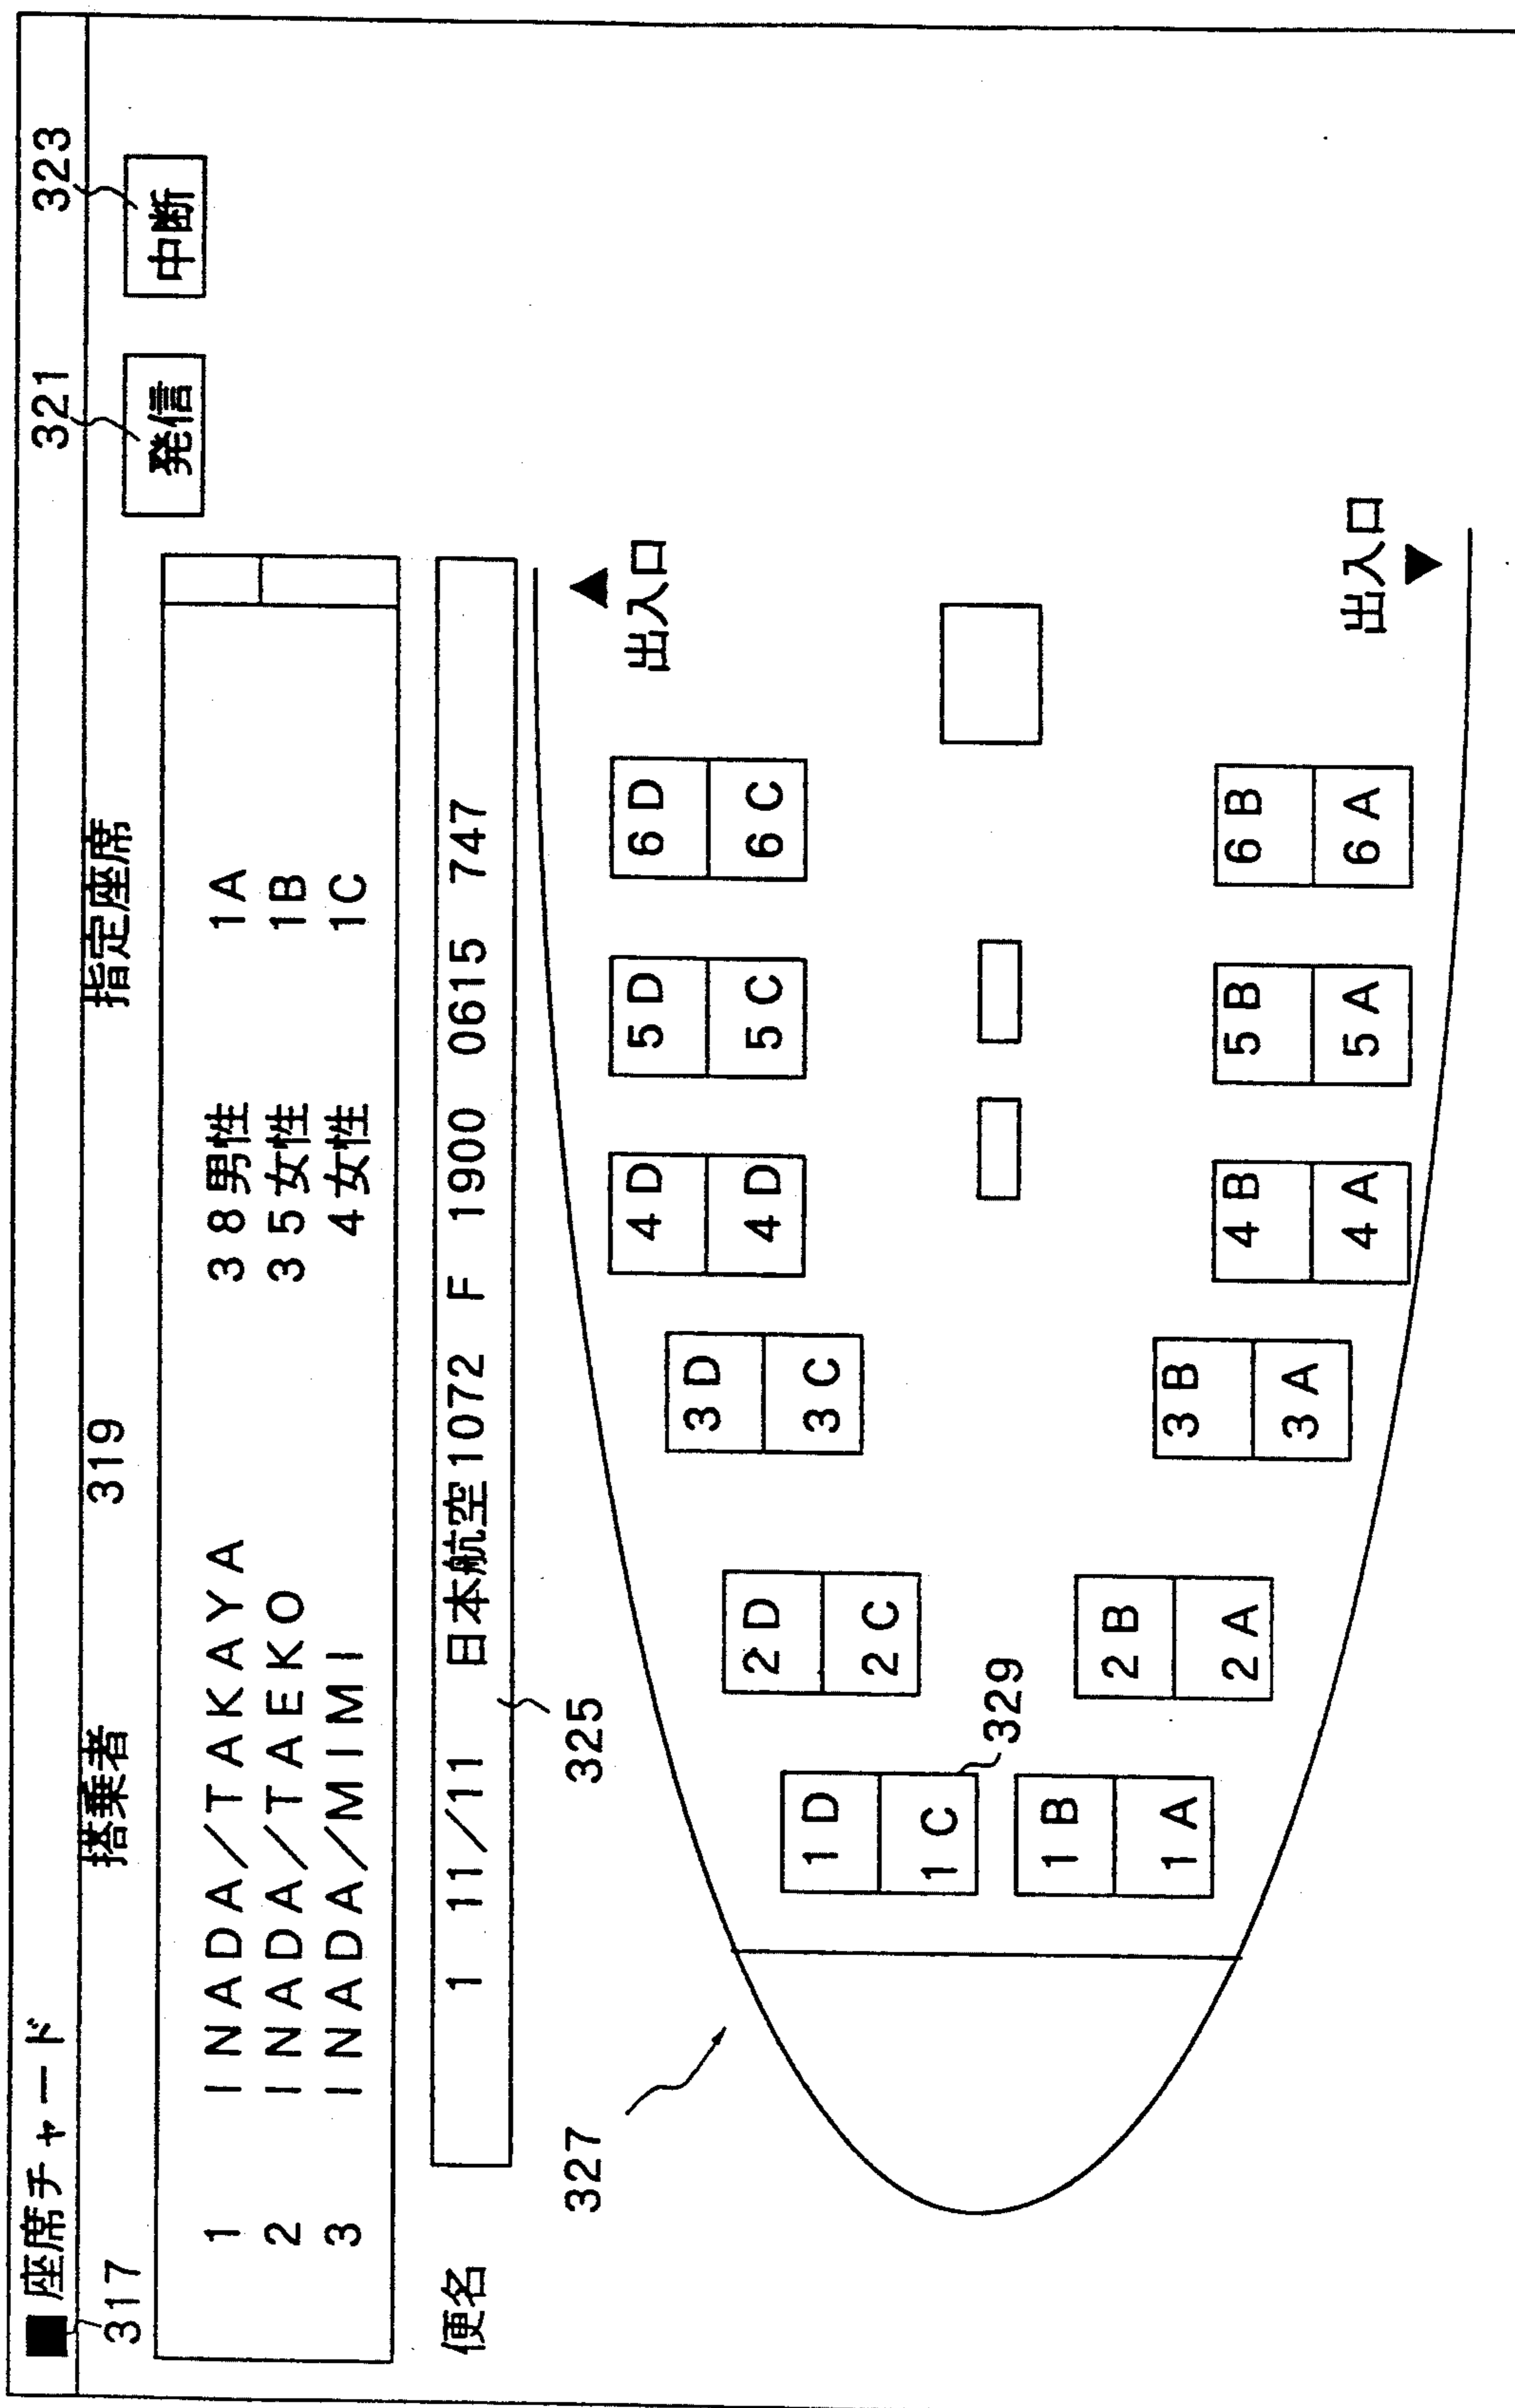 ■座席チャード
317
321
323
搭乗者
319
指定座席
発信
中断
1 INADA/TAKAYA 38男性 1A
2 INADA/TAEKO 35女性 1B
3 INADA/MIMI 4女性 1C
便名 1 11/11 日本航空1072 F 1900 0615 747
325
327
出入口
1D 2D 3D 4D 5D 6D
1C 2C 3C 4D 5C 6C
329
1B 2B 3B 4B 5B 6B
1A 2A 3A 4A 5A 6A
出入口